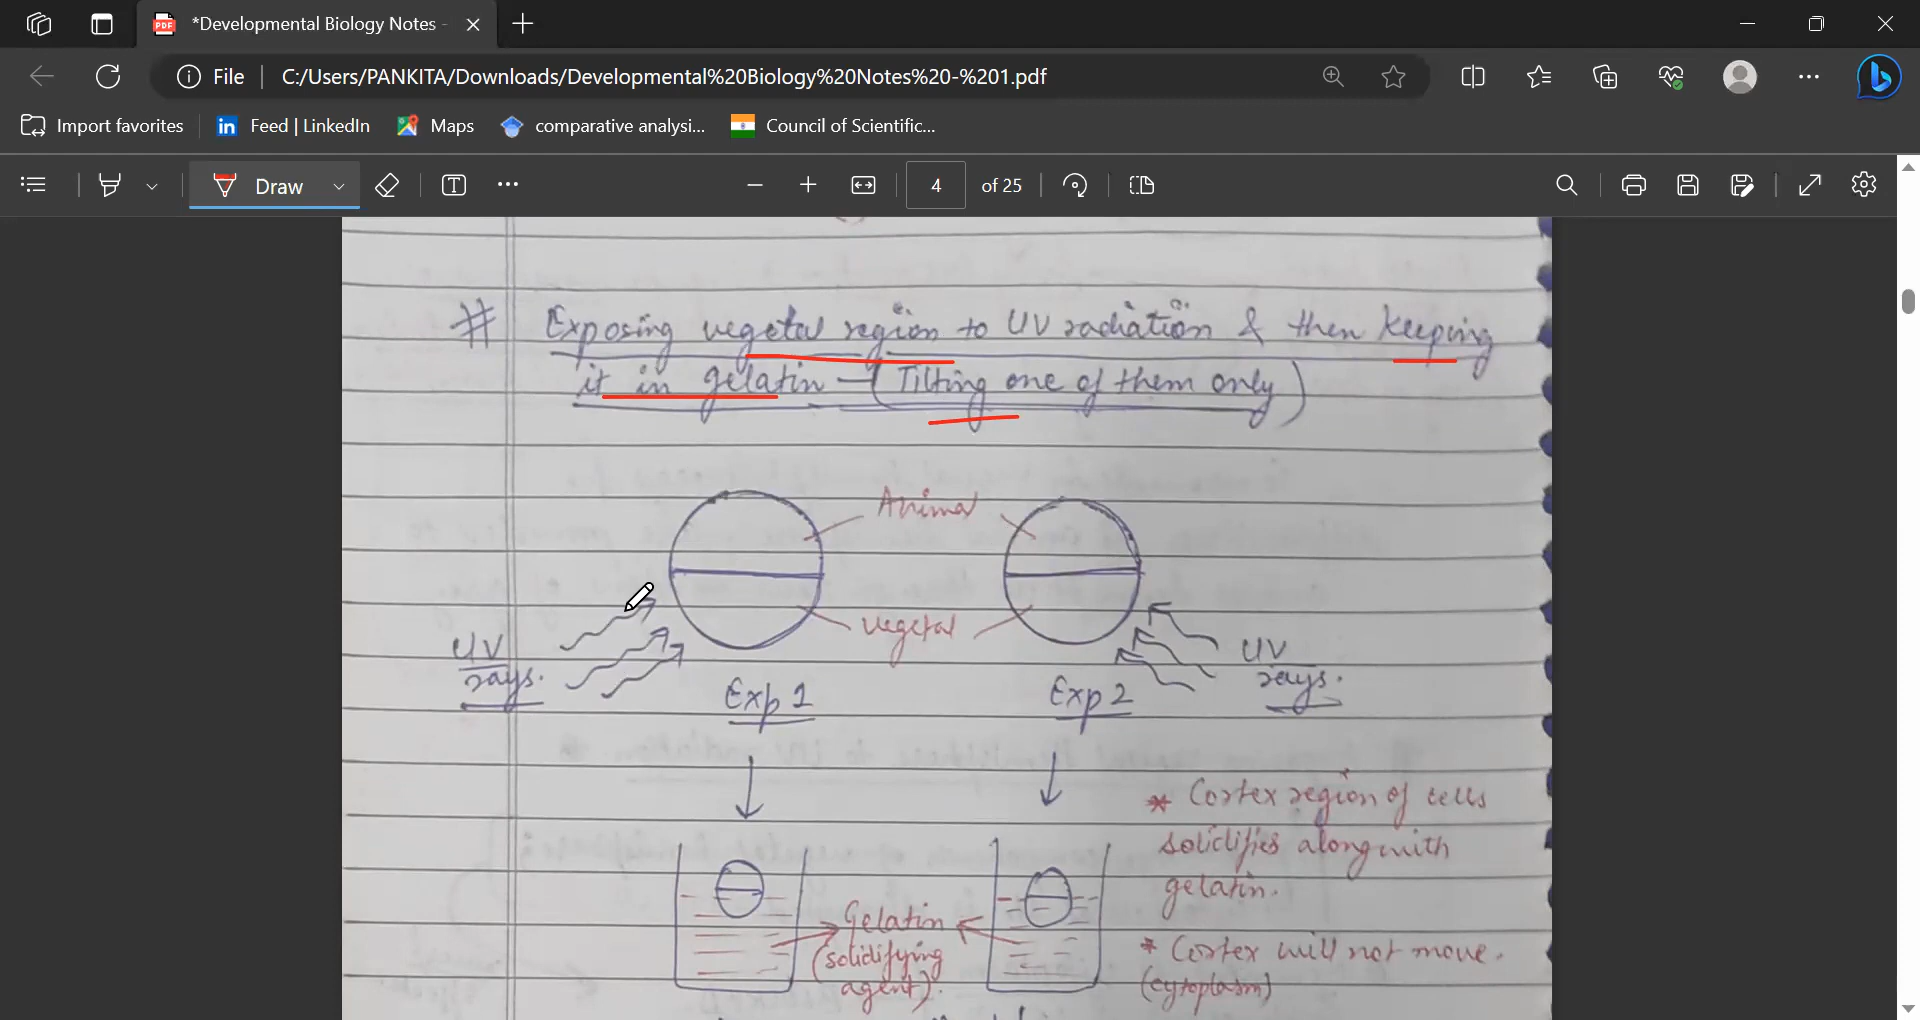 *Developmental Biology Notes -
File
C:/Users/PANKITA/Downloads/Developmental%20Biology%20Notes%20-%201.pdf
Import favorites
Feed | LinkedIn
Maps
comparative analysi...
Council of Scientific...
Draw
4
of 25
# Exposing vegetal region to UV radiation & then keeping
it in gelatin - (Tilting one of them only)
Animal
vegetal
UV
rays.
UV
rays.
Exp 1
Exp 2
* Cortex region of cells
solidifies along with
gelatin.
Gelatin
(solidifying
agent).
* Cortex will not move.
(cytoplasm)